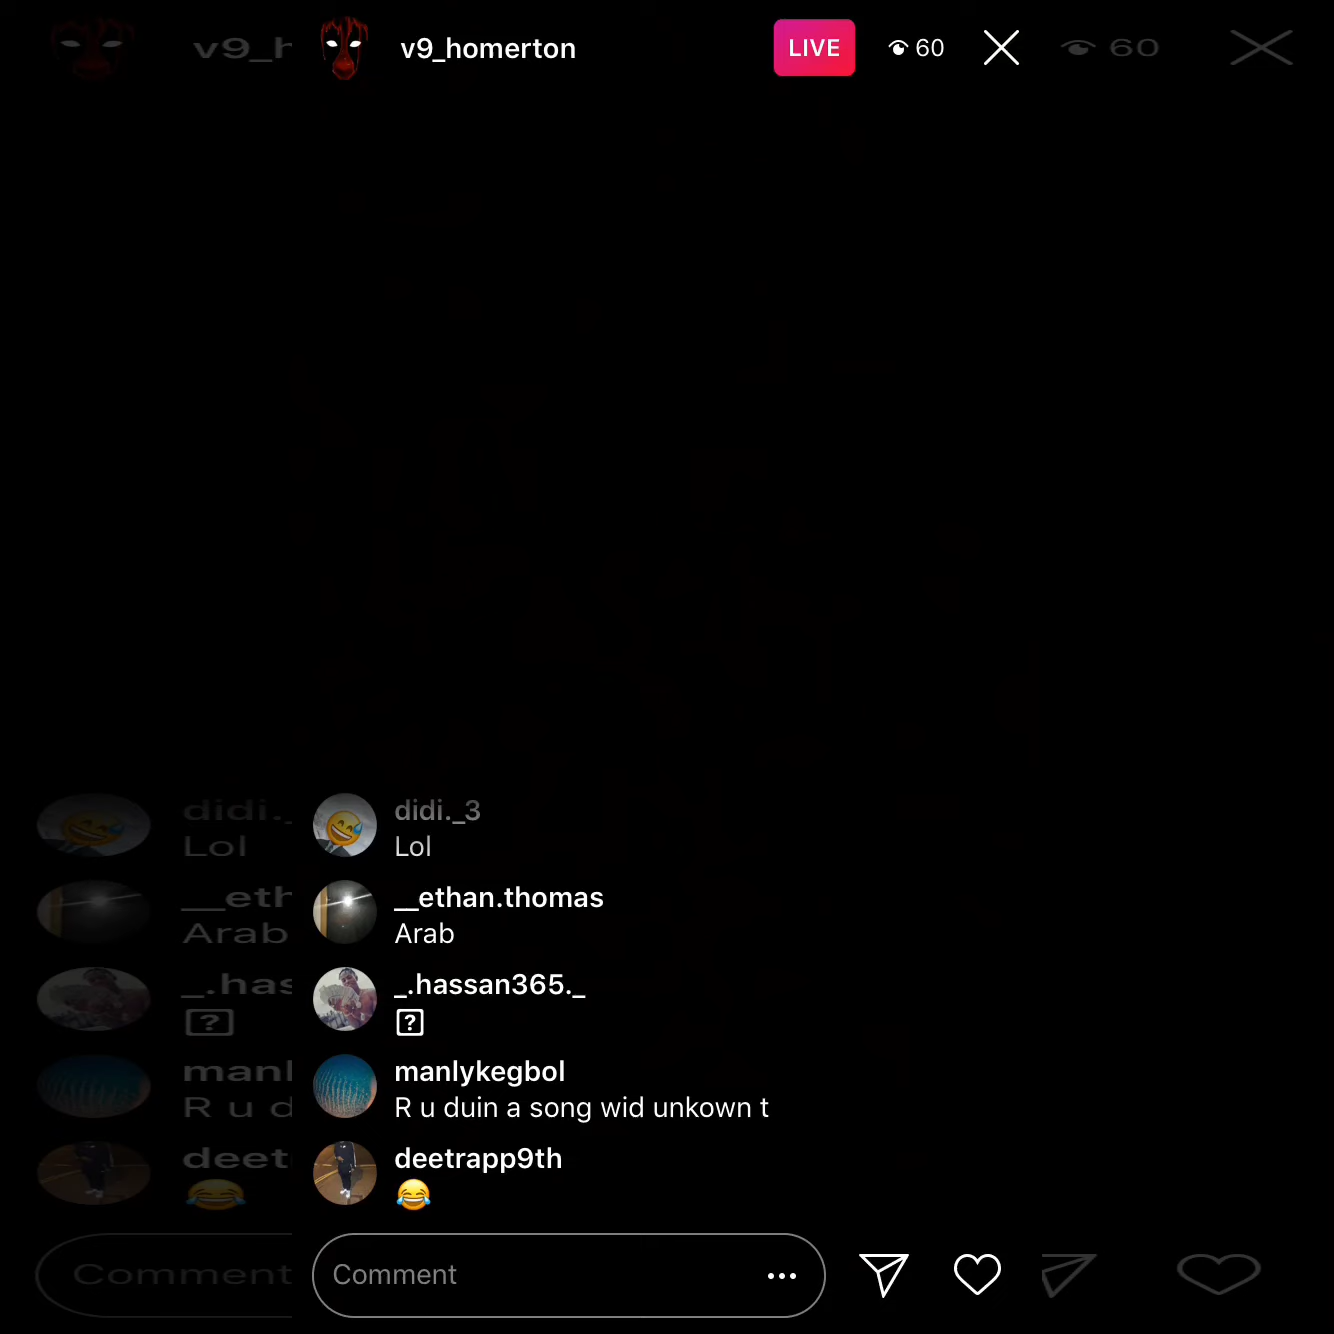 v9_homerton
LIVE
60
didi._3
Lol
__ethan.thomas
Arab
_.hassan365._
?
manlykegbol
R u duin a song wid unkown t
deetrapp9th
😂
Comment